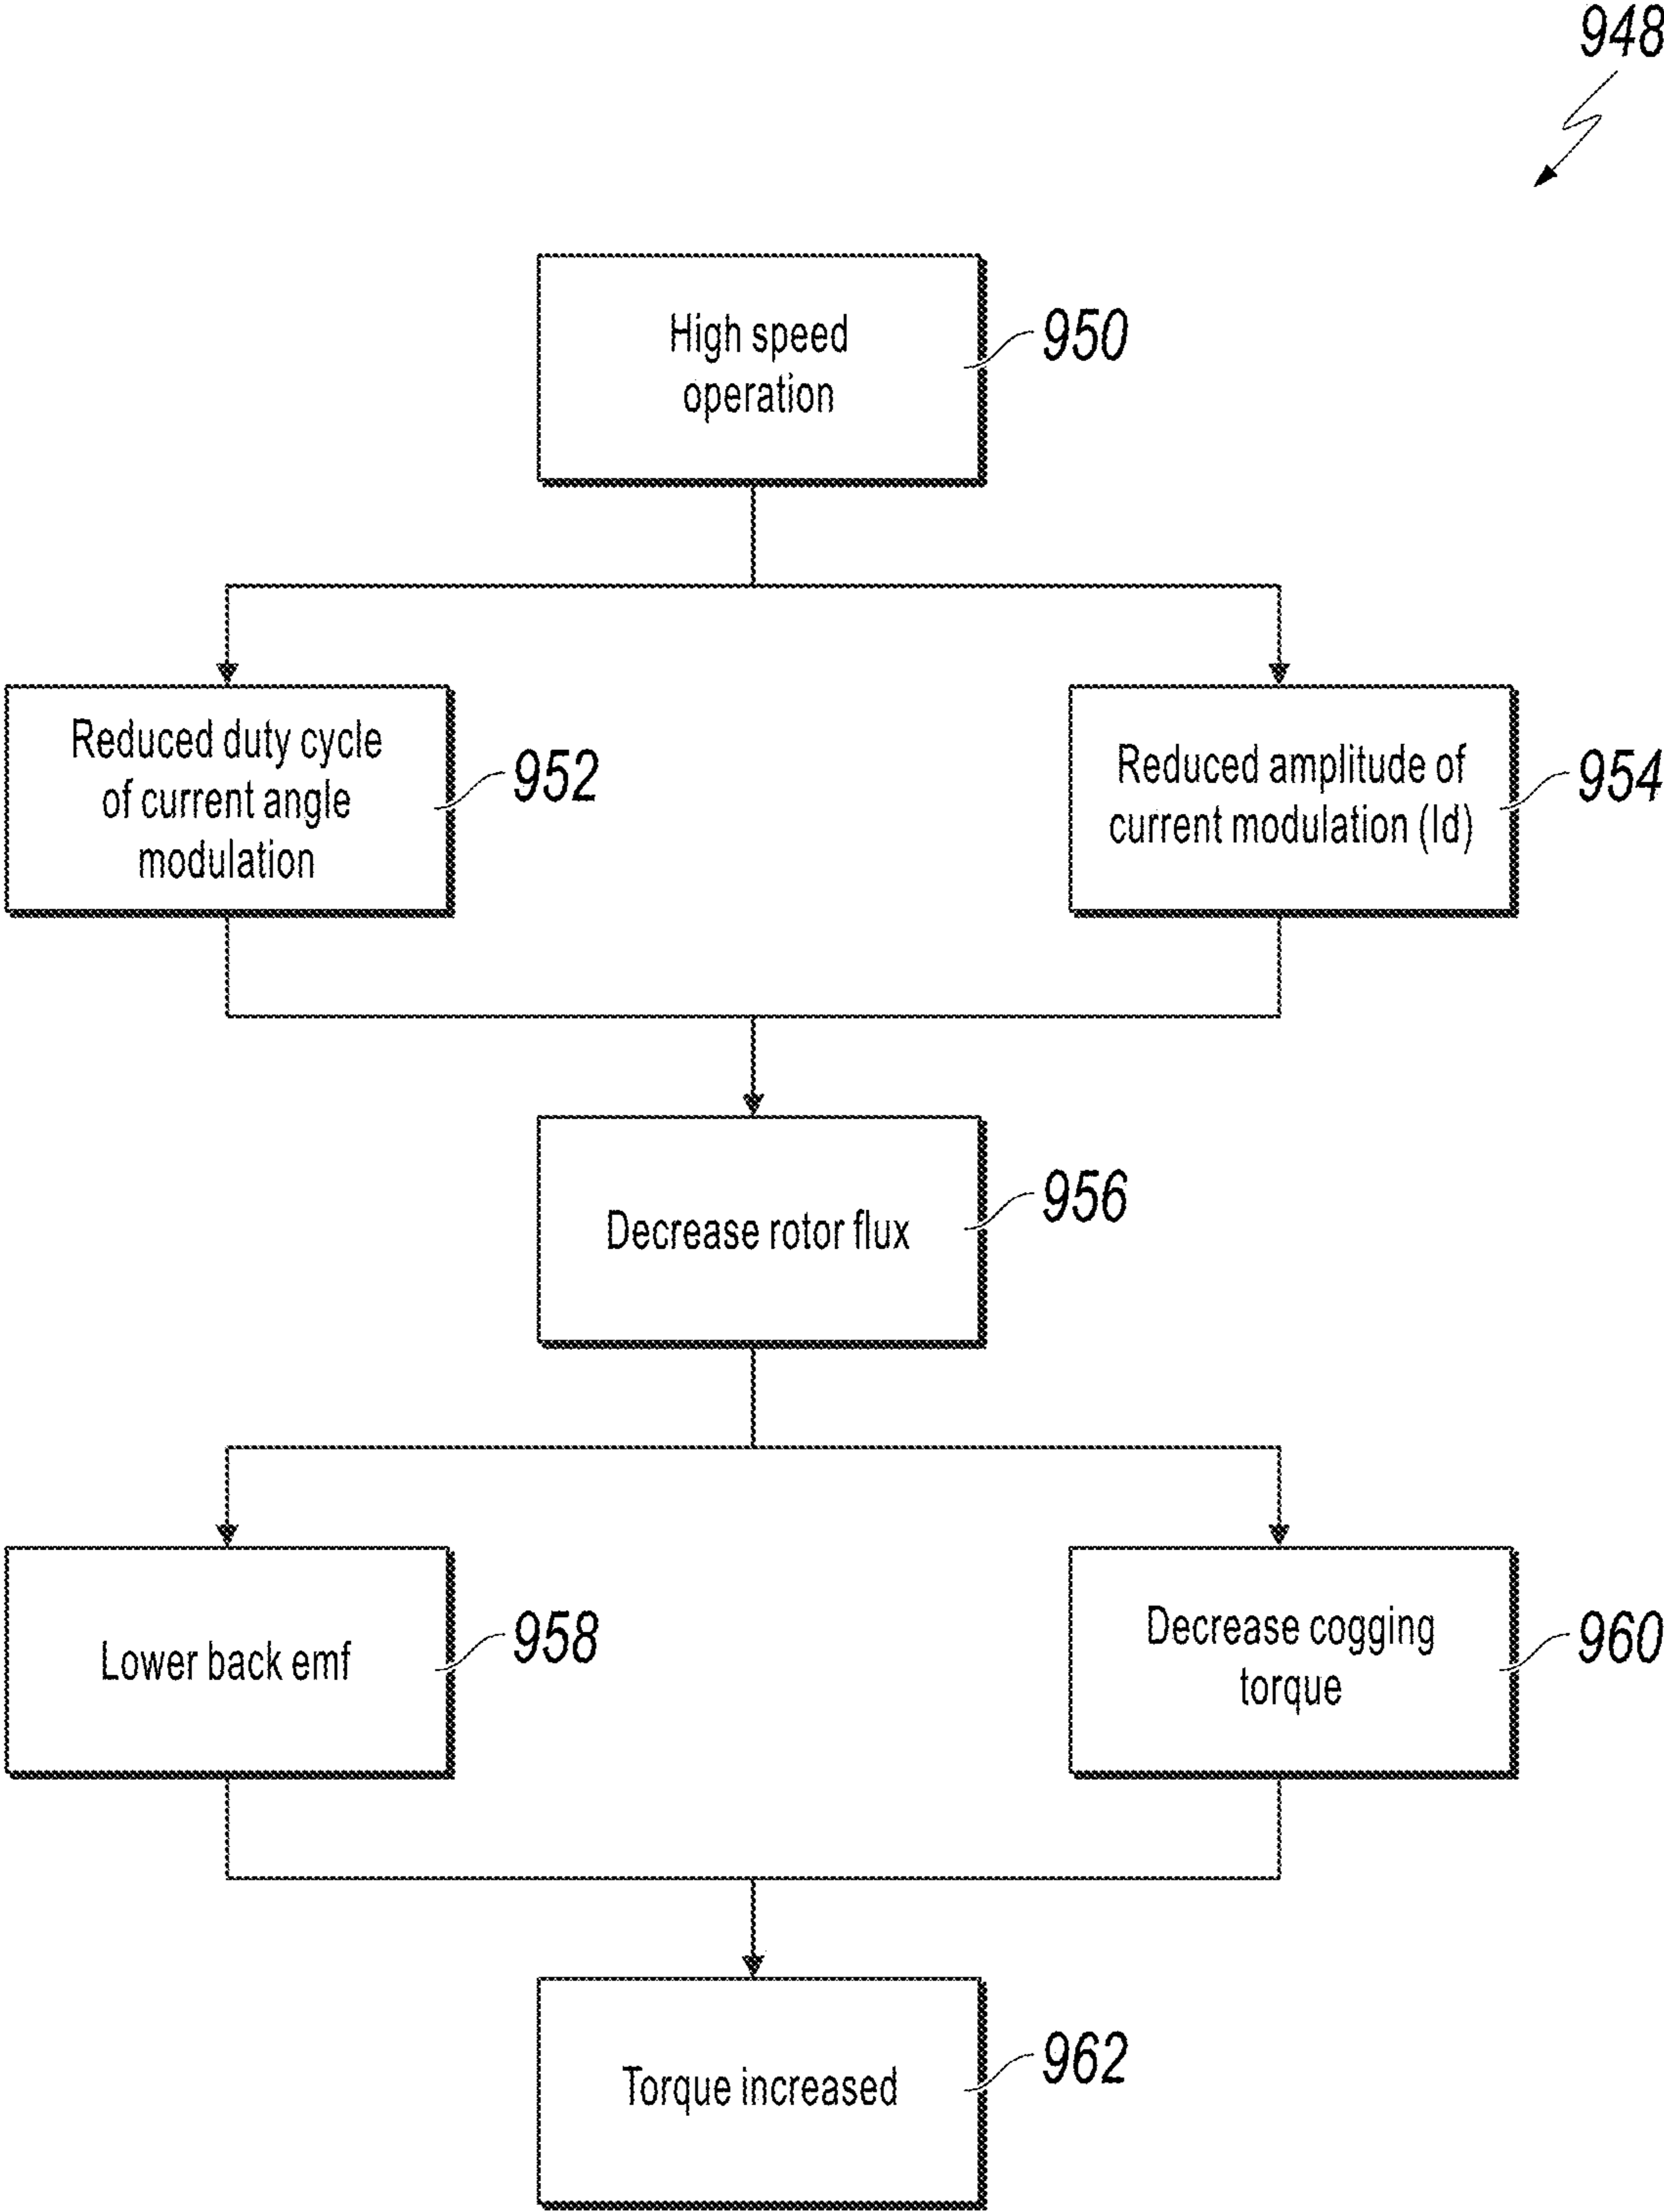 948
High speed
operation
950
Reduced duty cycle
of current angle
modulation
952
Reduced amplitude of
current modulation (Id)
954
Decrease rotor flux
956
Lower back emf
958
Decrease cogging
torque
960
Torque increased
962